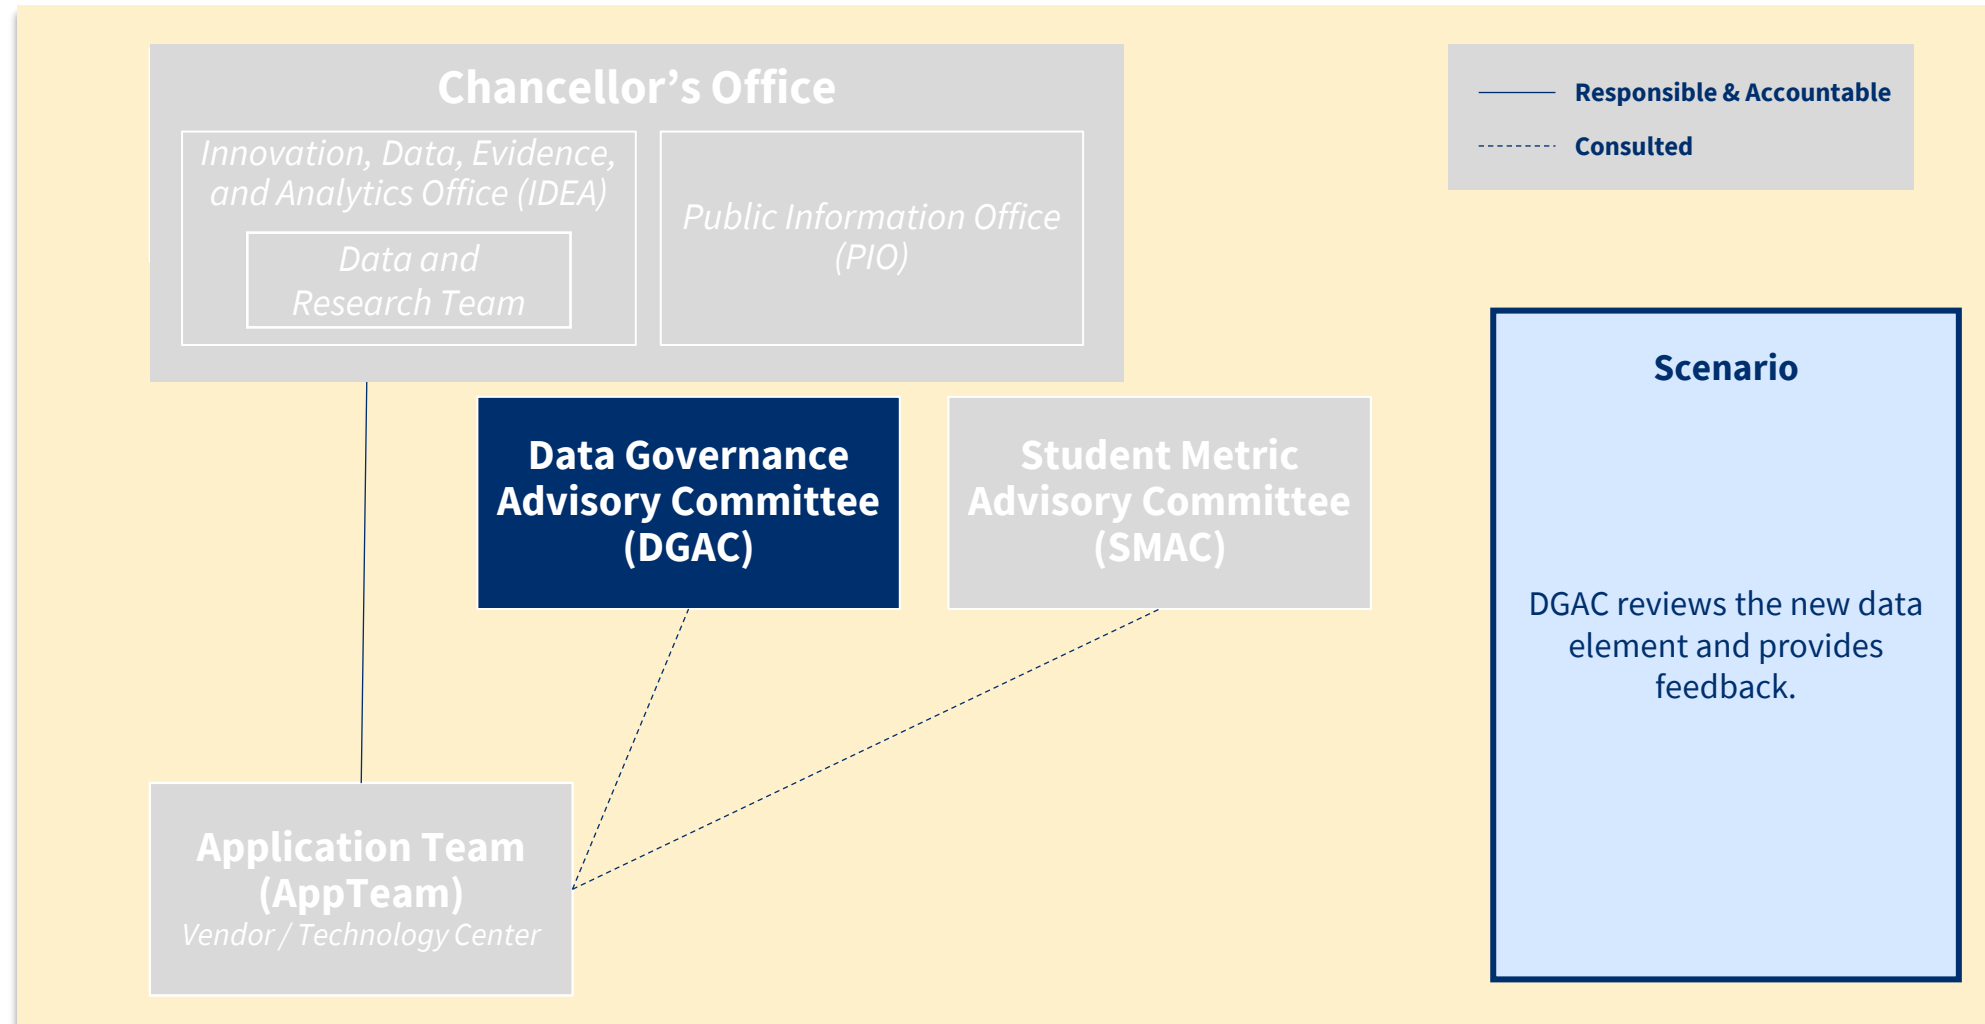 Chancellor’s Office
Innovation, Data, Evidence,
and Analytics Office (IDEA)
Data and
Research Team
Public Information Office
(PIO)
Responsible & Accountable
Consulted
Data Governance
Advisory Committee
(DGAC)
Student Metric
Advisory Committee
(SMAC)
Scenario
DGAC reviews the new data
element and provides
feedback.
Application Team
(AppTeam)
Vendor / Technology Center